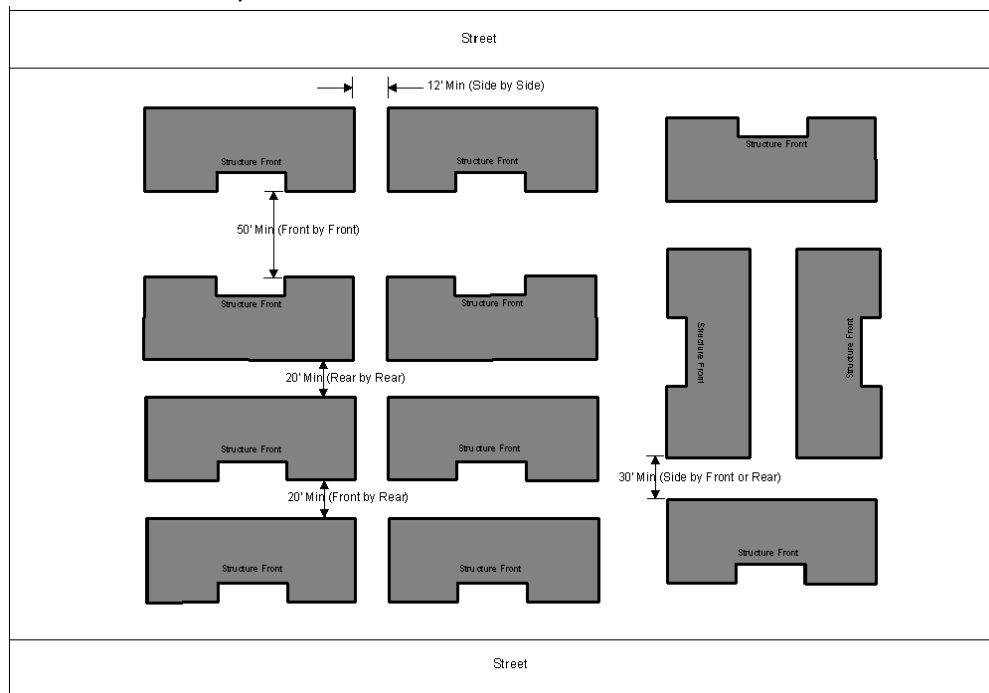 Street
12' Min (Side by Side)
Structure Front
Structure Front
Structure Front
50' Min (Front by Front)
Structure Front
Structure Front
Structure Front
Structure Front
20' Min (Rear by Rear)
Structure Front
Structure Front
20' Min (Front by Rear)
30' Min (Side by Front or Rear)
Structure Front
Structure Front
Structure Front
Street